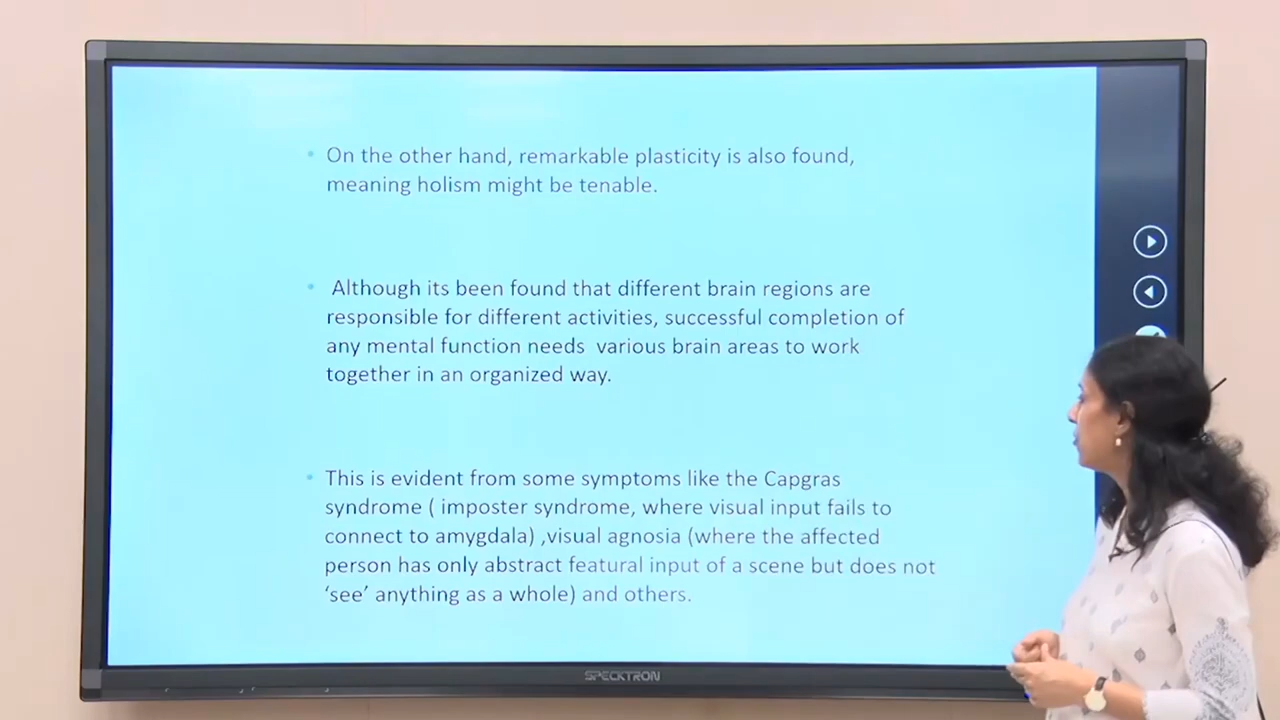 • On the other hand, remarkable plasticity is also found,
meaning holism might be tenable.
• Although its been found that different brain regions are
responsible for different activities, successful completion of
any mental function needs various brain areas to work
together in an organized way.
• This is evident from some symptoms like the Capgras
syndrome ( imposter syndrome, where visual input fails to
connect to amygdala) ,visual agnosia (where the affected
person has only abstract featural input of a scene but does not
‘see’ anything as a whole) and others.
SPECKTRON